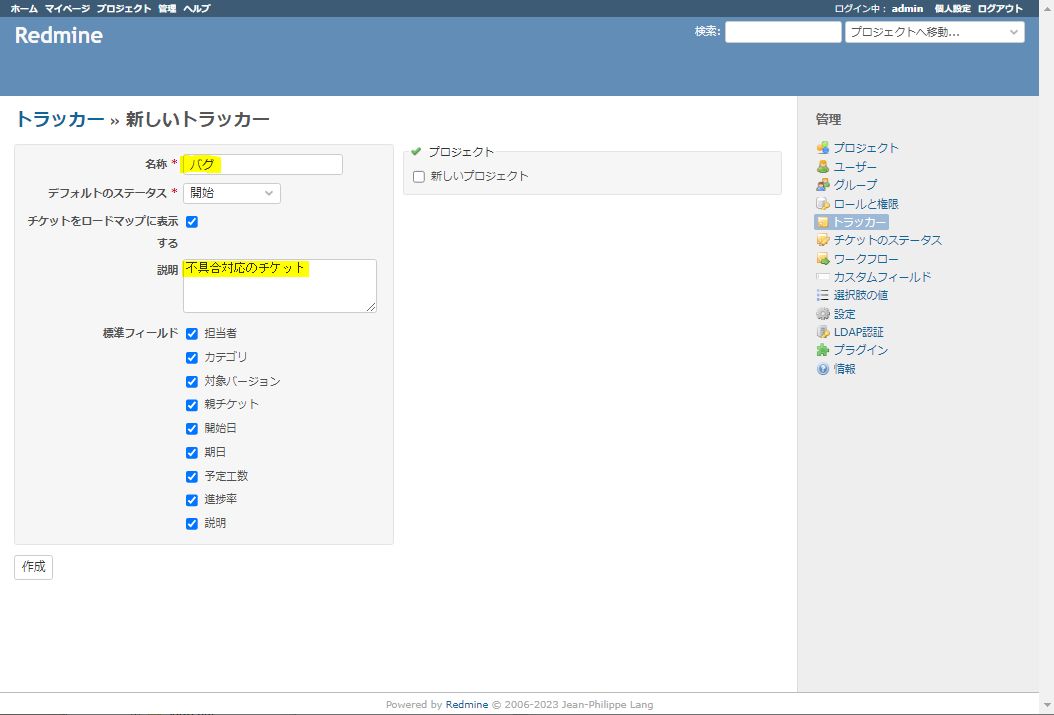 ホーム マイページ プロジェクト 管理 ヘルプ ログイン中： admin 個人設定 ログアウト
Redmine 検索: プロジェクトへ移動...
トラッカー » 新しいトラッカー
名称 * バグ
デフォルトのステータス * 開始
チケットをロードマップに表示
する
説明 不具合対応のチケット
標準フィールド 担当者
カテゴリ
対象バージョン
親チケット
開始日
期日
予定工数
進捗率
説明
作成
プロジェクト
新しいプロジェクト
管理
プロジェクト
ユーザー
グループ
ロールと権限
トラッカー
チケットのステータス
ワークフロー
カスタムフィールド
選択肢の値
設定
LDAP認証
プラグイン
情報
Powered by Redmine © 2006-2023 Jean-Philippe Lang